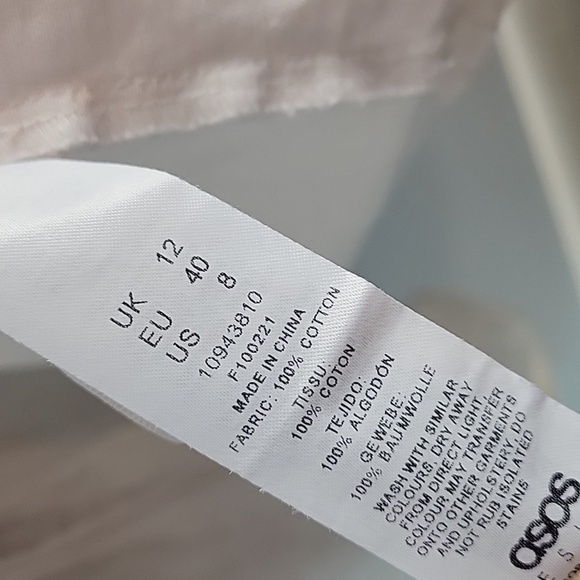 UK 12
EU 40
US 8
10943810
F100221
MADE IN CHINA
FABRIC: 100% COTTON
TISSU:
100% COTON
TEJIDO:
100% ALGODÓN
GEWEBE:
100% BAUMWOLLE
WASH WITH SIMILAR
COLOURS, DRY AWAY
FROM DIRECT LIGHT,
COLOUR MAY TRANSFER
ONTO OTHER GARMENTS
AND UPHOLSTERY, DO
NOT RUB ISOLATED
STAINS
asos